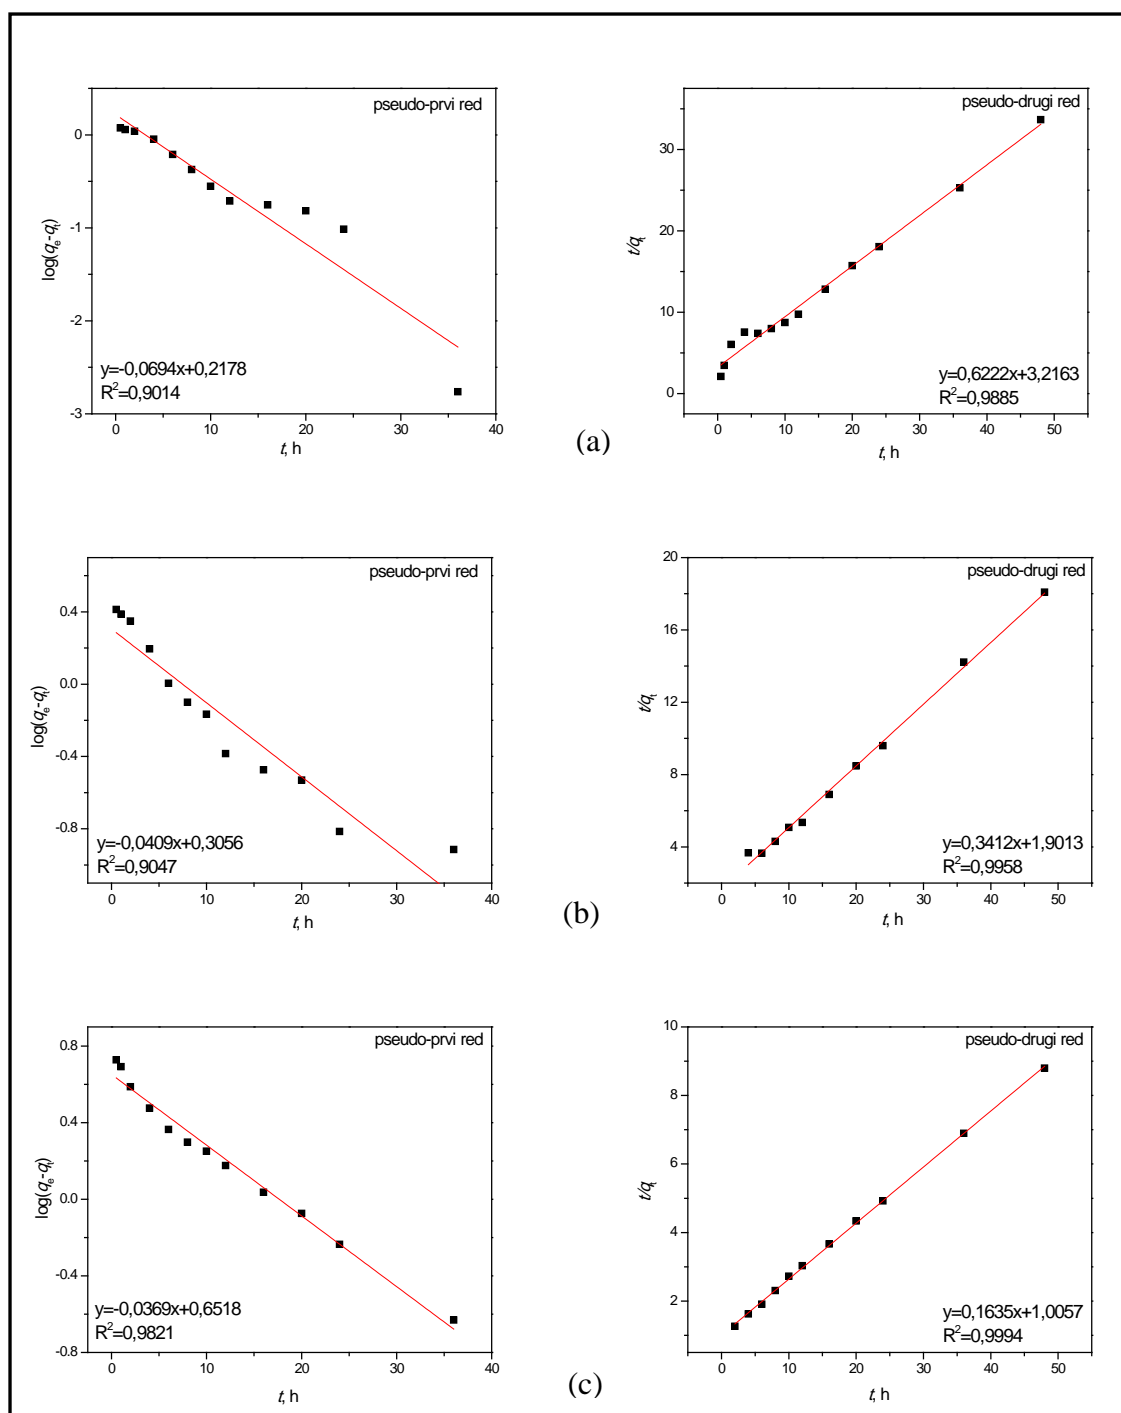 pseudo-prvi red
0
-1
-2
-3
log(qe-qt)
y=-0,0694x+0,2178
R²=0,9014
0 10 20 30 40
t, h
pseudo-drugi red
30
20
10
0
t/qt
y=0,6222x+3,2163
R²=0,9885
0 10 20 30 40 50
t, h
(a)
pseudo-prvi red
0.4
0.0
-0.4
-0.8
log(qe-qt)
y=-0,0409x+0,3056
R²=0,9047
0 10 20 30 40
t, h
pseudo-drugi red
20
16
12
8
4
t/qt
y=0,3412x+1,9013
R²=0,9958
0 10 20 30 40 50
t, h
(b)
pseudo-prvi red
0.8
0.4
0.0
-0.4
-0.8
log(qe-qt)
y=-0,0369x+0,6518
R²=0,9821
0 10 20 30 40
t, h
pseudo-drugi red
10
8
6
4
2
t/qt
y=0,1635x+1,0057
R²=0,9994
0 10 20 30 40 50
t, h
(c)